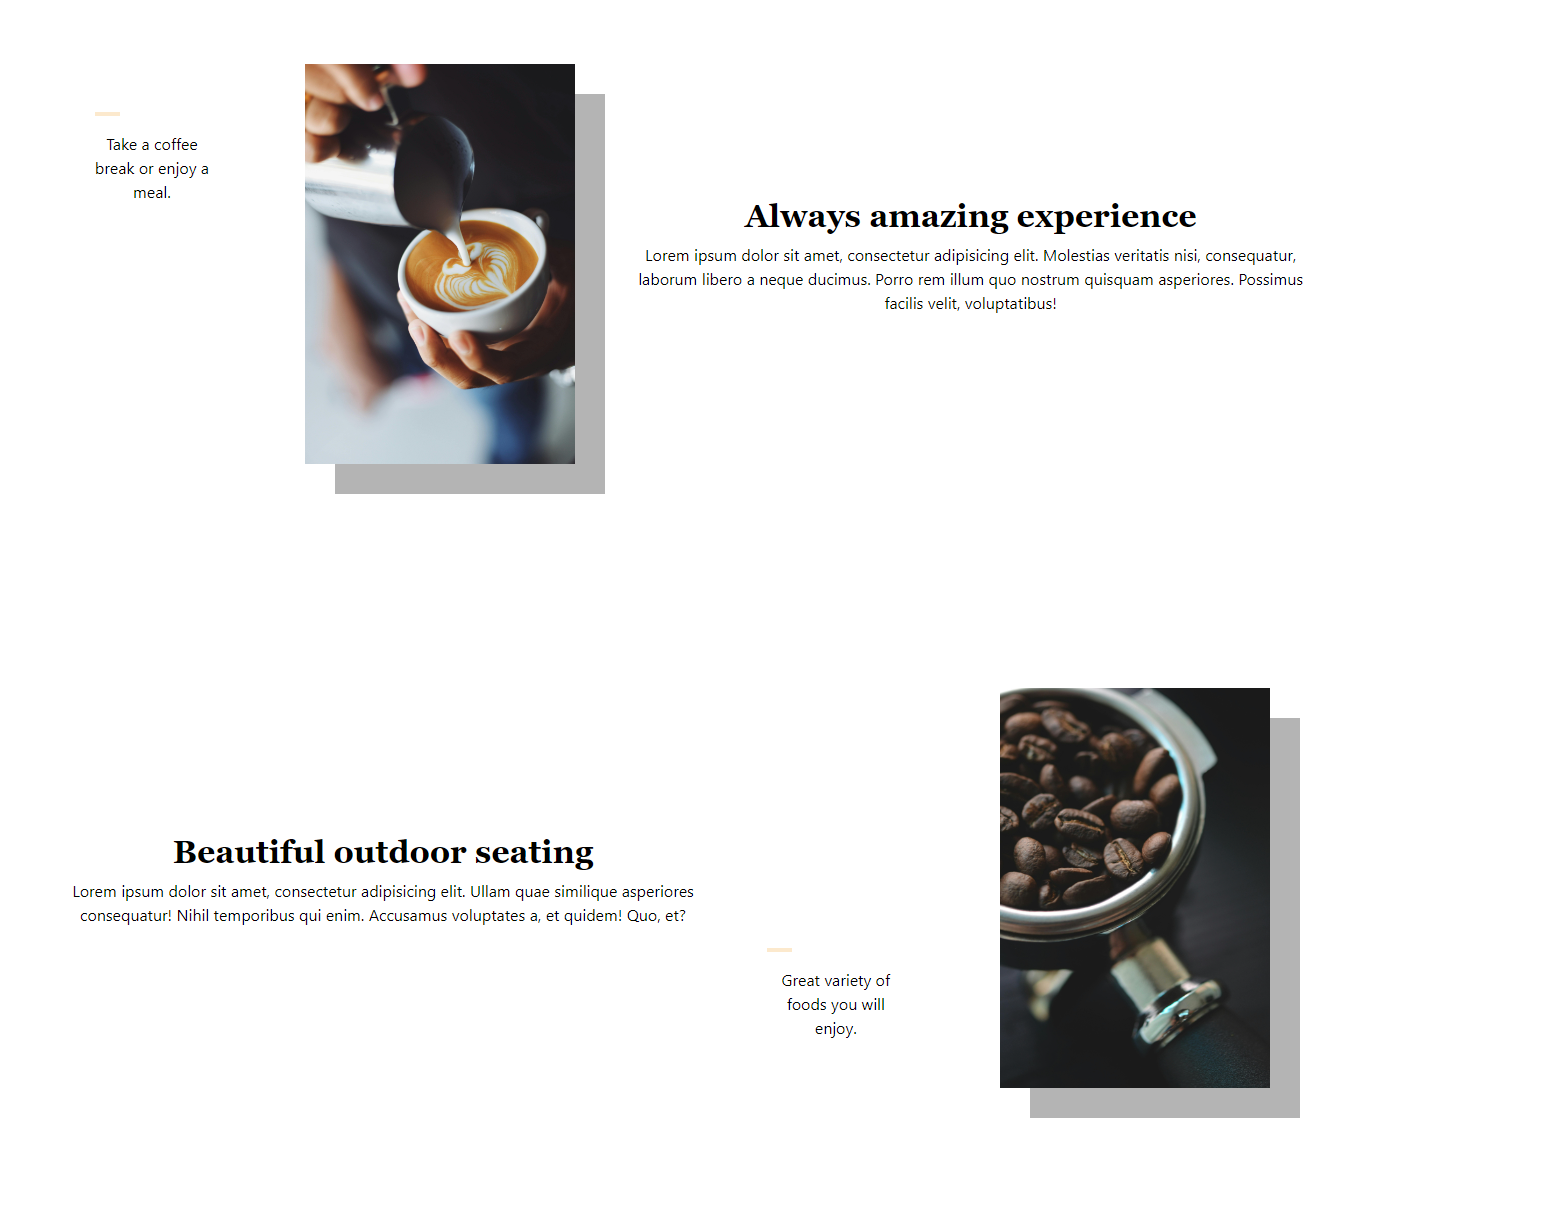 Take a coffee
break or enjoy a
meal.
Always amazing experience
Lorem ipsum dolor sit amet, consectetur adipisicing elit. Molestias veritatis nisi, consequatur,
laborum libero a neque ducimus. Porro rem illum quo nostrum quisquam asperiores. Possimus
facilis velit, voluptatibus!
Beautiful outdoor seating
Lorem ipsum dolor sit amet, consectetur adipisicing elit. Ullam quae similique asperiores
consequatur! Nihil temporibus qui enim. Accusamus voluptates a, et quidem! Quo, et?
Great variety of
foods you will
enjoy.